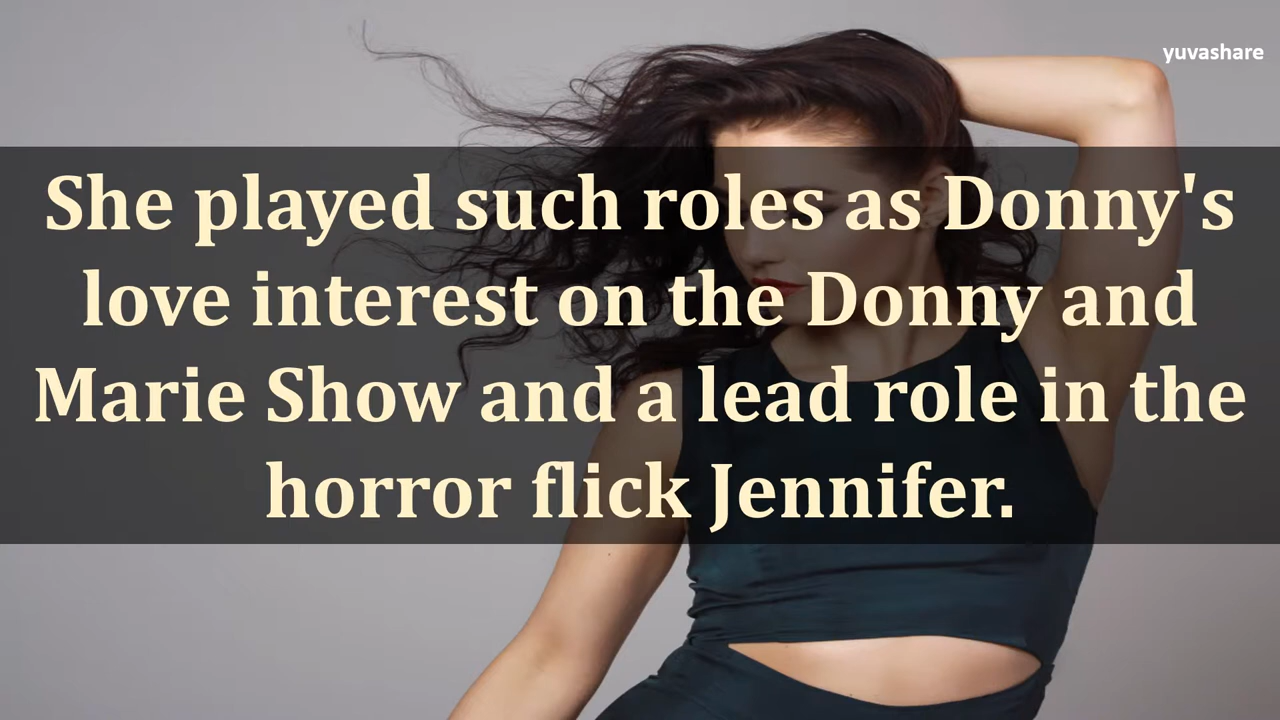 yuvashare
She played such roles as Donny's
love interest on the Donny and
Marie Show and a lead role in the
horror flick Jennifer.